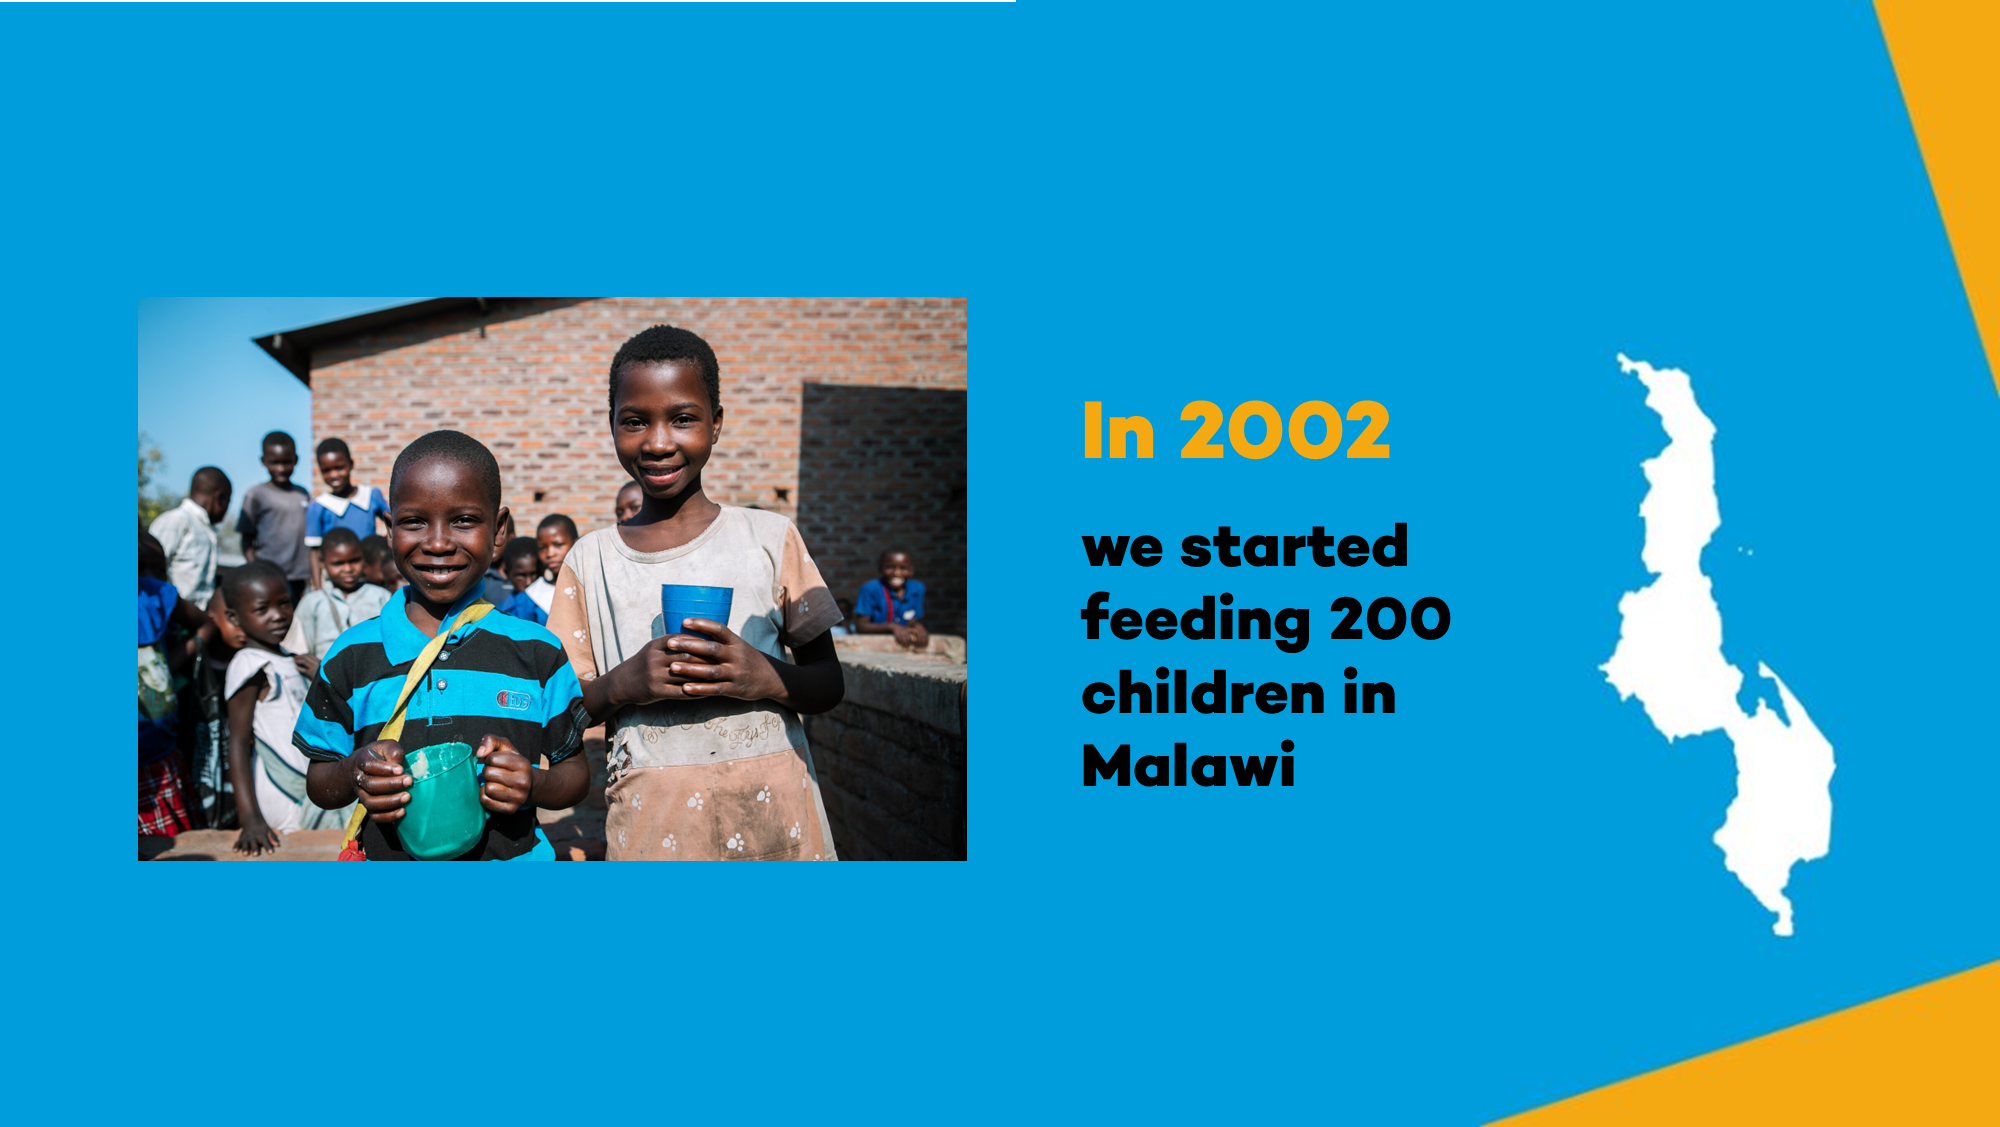 In 2002
we started
feeding 200
children in
Malawi